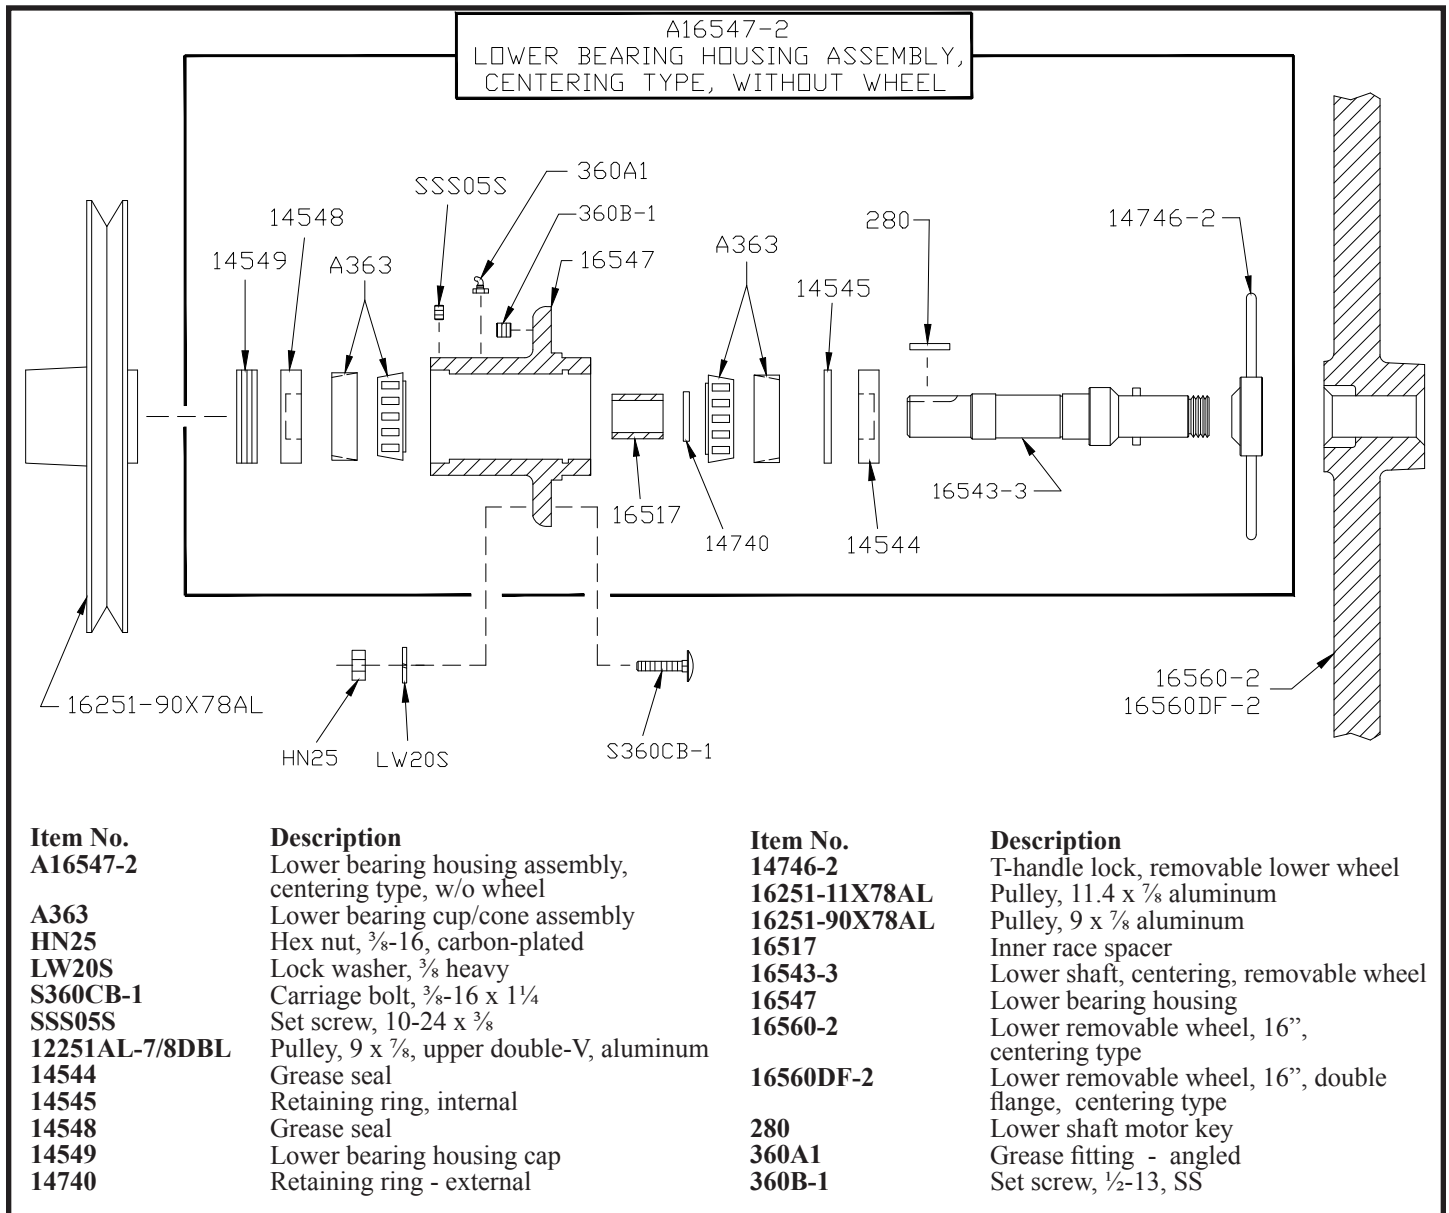 A16547-2
LOWER BEARING HOUSING ASSEMBLY,
CENTERING TYPE, WITHOUT WHEEL
360A1
SSS05S
360B-1
14548
14549
A363
16547
A363
280
14746-2
14545
16543-3
16517
14740
14544
16251-90X78AL
HN25
LW20S
S360CB-1
16560-2
16560DF-2
Item No. Description
A16547-2 Lower bearing housing assembly,
centering type, w/o wheel
A363 Lower bearing cup/cone assembly
HN25 Hex nut, ⅜-16, carbon-plated
LW20S Lock washer, ⅜ heavy
S360CB-1 Carriage bolt, ⅜-16 x 1¼
SSS05S Set screw, 10-24 x ⅜
12251AL-7/8DBL Pulley, 9 x ⅞, upper double-V, aluminum
14544 Grease seal
14545 Retaining ring, internal
14548 Grease seal
14549 Lower bearing housing cap
14740 Retaining ring - external
Item No. Description
14746-2 T-handle lock, removable lower wheel
16251-11X78AL Pulley, 11.4 x ⅞ aluminum
16251-90X78AL Pulley, 9 x ⅞ aluminum
16517 Inner race spacer
16543-3 Lower shaft, centering, removable wheel
16547 Lower bearing housing
16560-2 Lower removable wheel, 16”,
centering type
16560DF-2 Lower removable wheel, 16”, double
flange, centering type
280 Lower shaft motor key
360A1 Grease fitting - angled
360B-1 Set screw, ½-13, SS